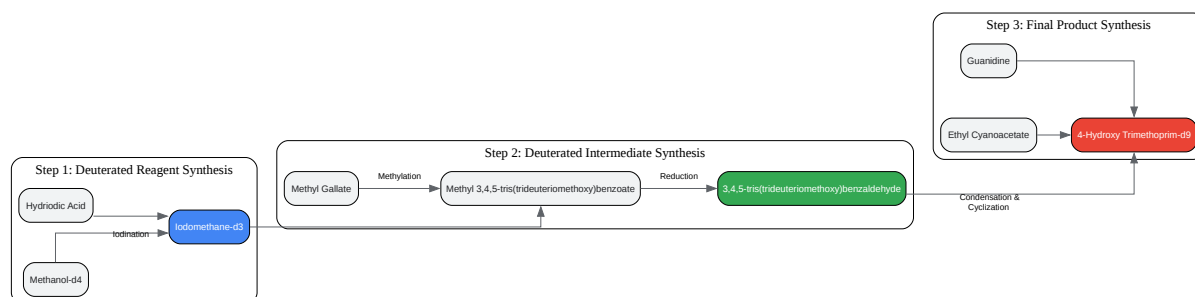 Step 3: Final Product Synthesis
Guanidine
Ethyl Cyanoacetate
4-Hydroxy Trimethoprim-d9
Step 2: Deuterated Intermediate Synthesis
Methyl Gallate
Methylation
Methyl 3,4,5-tris(trideuteriomethoxy)benzoate
Reduction
3,4,5-tris(trideuteriomethoxy)benzaldehyde
Condensation &
Cyclization
Step 1: Deuterated Reagent Synthesis
Hydriodic Acid
Iodination
Iodomethane-d3
Methanol-d4